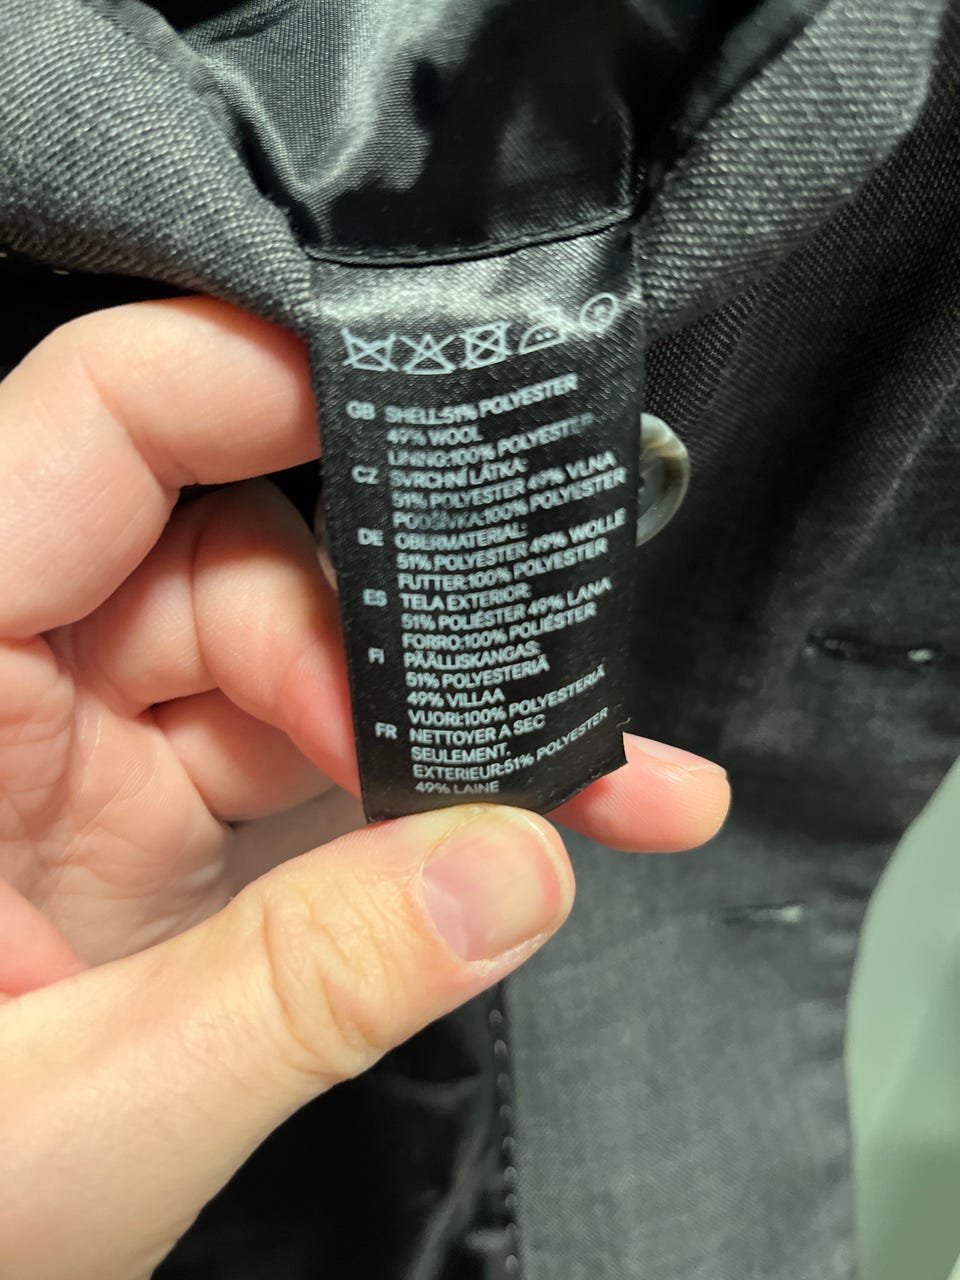 GB SHELL:51% POLYESTER
49% WOOL
LINING:100% POLYESTER
CZ SVRCHNÍ LÁTKA:
51% POLYESTER 49% VLNA
PODŠÍVKA:100% POLYESTER
DE OBERMATERIAL:
51% POLYESTER 49% WOLLE
FUTTER:100% POLYESTER
ES TELA EXTERIOR:
51% POLIÉSTER 49% LANA
FORRO:100% POLIÉSTER
FI PÄÄLLISKANGAS:
51% POLYESTERIÄ
49% VILLAA
VUORI:100% POLYESTERIÄ
FR NETTOYER A SEC
SEULEMENT.
EXTERIEUR:51% POLYESTER
49% LAINE